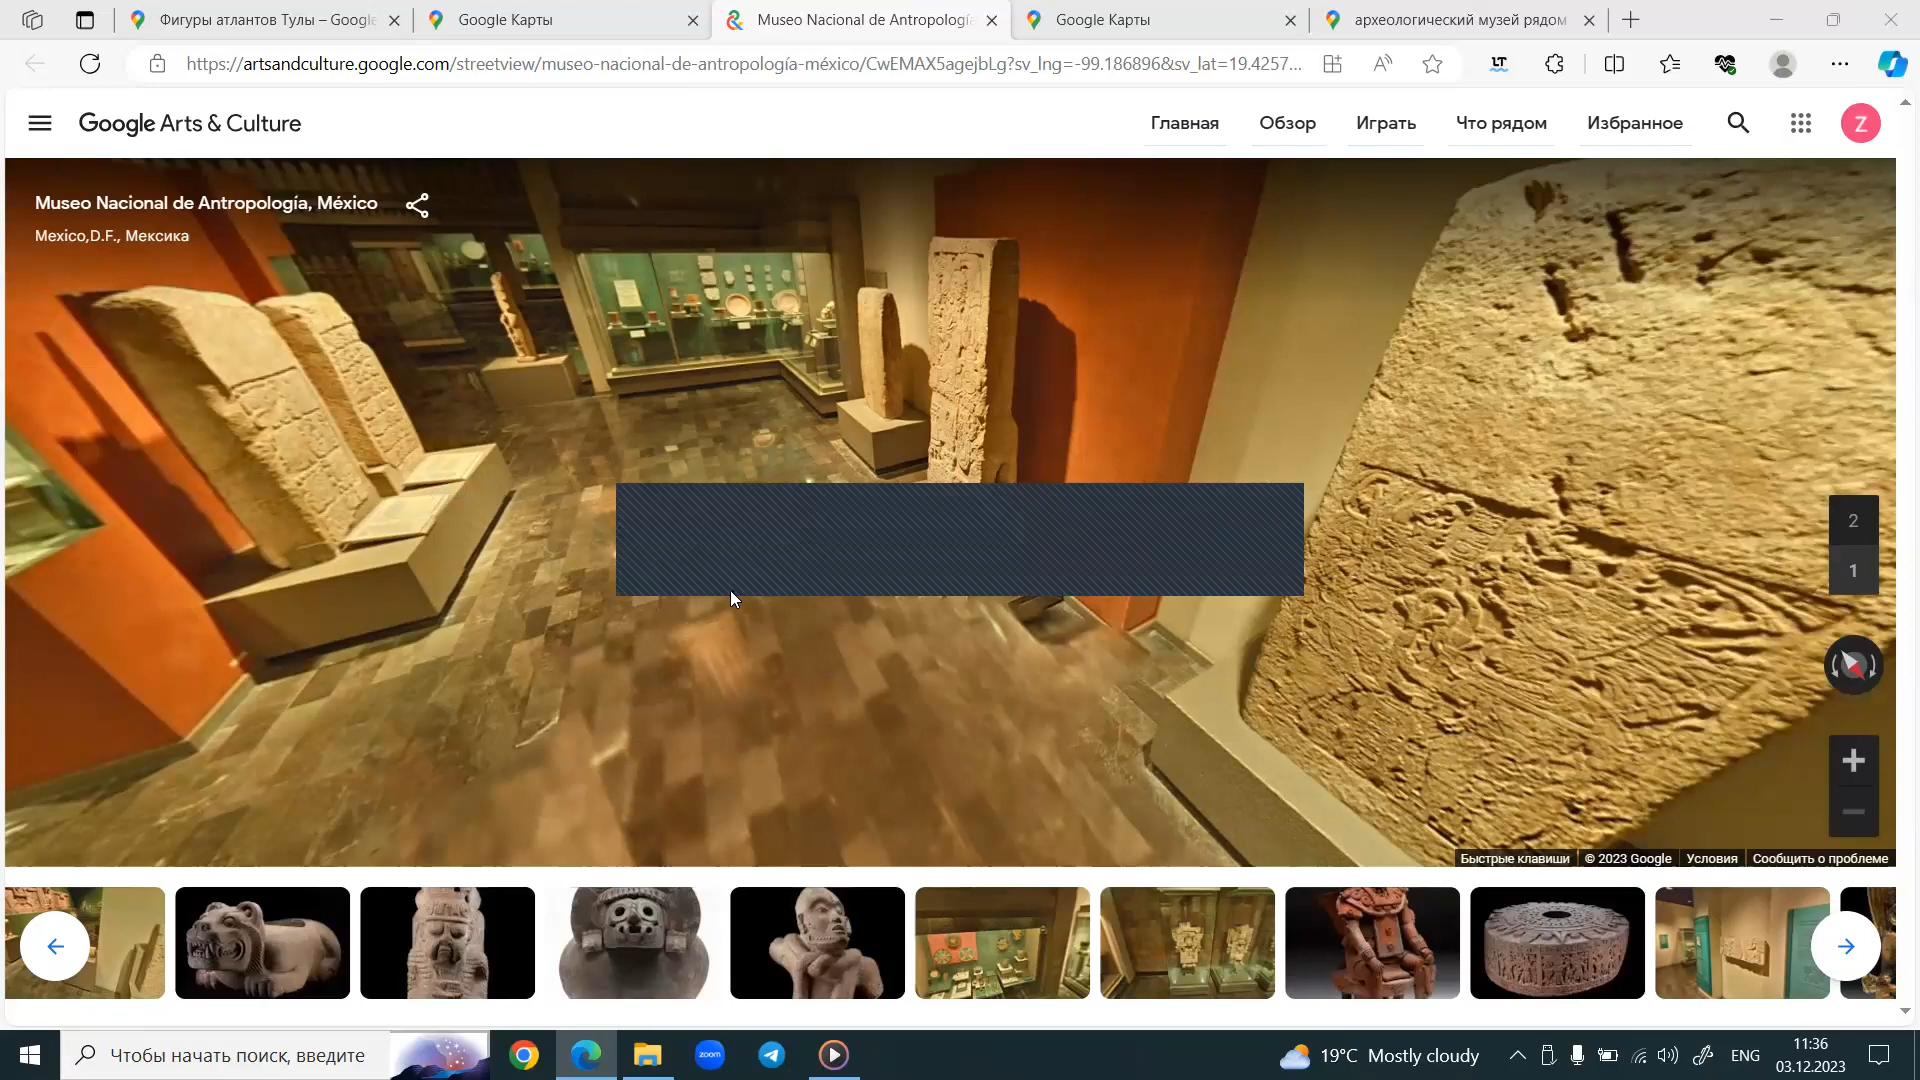 Фигуры атлантов Тулы – Google
Google Карты
Museo Nacional de Antropología
Google Карты
археологический музей рядом
https://artsandculture.google.com/streetview/museo-nacional-de-antropología-méxico/CwEMAX5agejbLg?sv_lng=-99.186896&sv_lat=19.4257...
LT
Google Arts & Culture
Главная
Обзор
Играть
Что рядом
Избранное
Z
Museo Nacional de Antropología, México
Mexico,D.F., Мексика
2
1
Быстрые клавиши
© 2023 Google
Условия
Сообщить о проблеме
Чтобы начать поиск, введите
zoom
19°C Mostly cloudy
ENG
11:36
03.12.2023